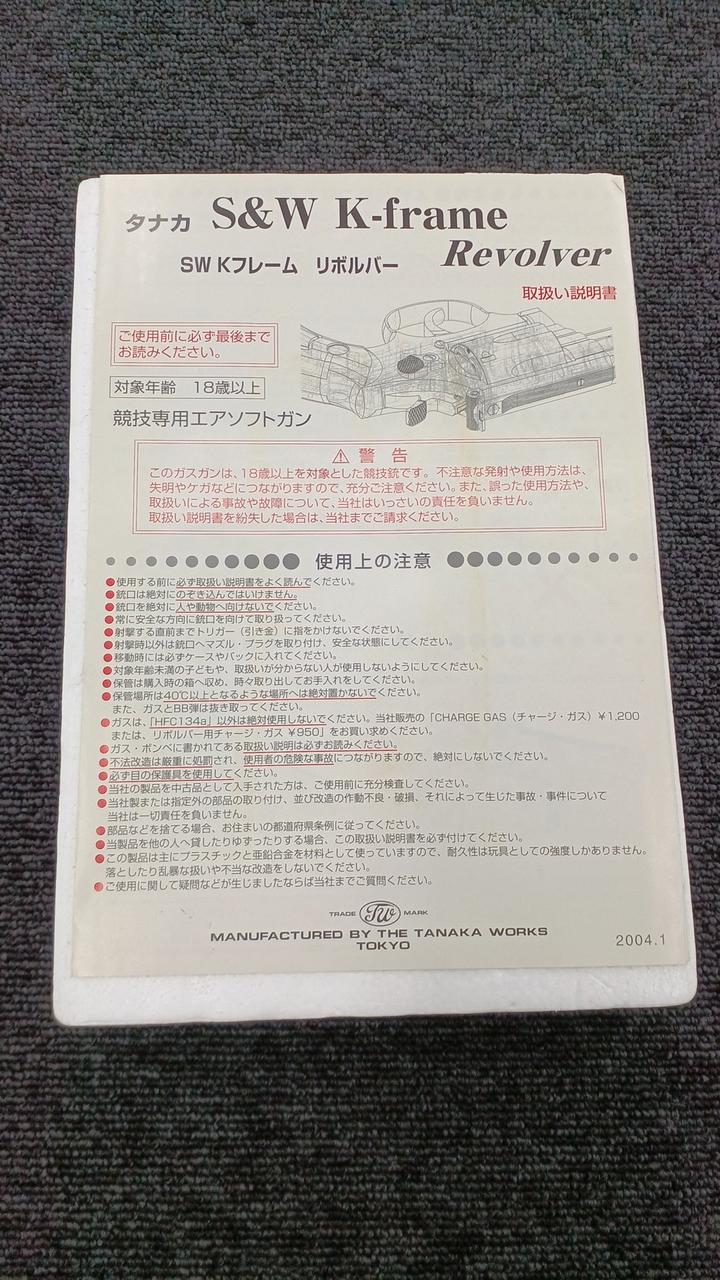 タナカ S&W K-frame
Revolver
SW Kフレーム リボルバー
取扱い説明書
ご使用前に必ず最後まで
お読みください。
対象年齢 18歳以上
競技専用エアソフトガン
⚠ 警 告
このガスガンは、18歳以上を対象とした競技銃です。不注意な発射や使用方法は、
失明やケガなどにつながりますので、充分ご注意ください。また、誤った使用方法や、
取扱いによる事故や故障について、当社はいっさいの責任を負いません。
取扱い説明書を紛失した場合は、当社までご請求ください。
使用上の注意
●使用する前に必ず取扱い説明書をよく読んでください。
●銃口は絶対にのぞき込んではいけません。
●銃口を絶対に人や動物へ向けないでください。
●常に安全な方向に銃口を向けて取り扱ってください。
●射撃する直前までトリガー（引き金）に指をかけないでください。
●射撃時以外は銃口へマズル・プラグを取り付け、安全な状態にしてください。
●移動時には必ずケースやバックに入れてください。
●対象年齢未満の子どもや、取扱いが分からない人が使用しないようにしてください。
●保管は購入時の箱へ収め、時々取り出してお手入れをしてください。
●保管場所は40℃以上となるような場所へは絶対置かないでください。
また、ガスとBB弾は抜き取ってください。
●ガスは、「HFC134a」以外は絶対使用しないでください。当社販売の「CHARGE GAS（チャージ・ガス）￥1,200
または、リボルバー用チャージ・ガス ￥950」をお買い求めください。
●ガス・ボンベに書かれてある取扱い説明は必ずお読みください。
●不法改造は厳重に処罰され、使用者の危険な事故につながりますので、絶対にしないでください。
●必ず目の保護具を使用してください。
●当社の製品を中古品として入手された方は、ご使用前に充分検査してください。
●当社製または指定外の部品の取り付け、並び改造の作動不良・破損、それによって生じた事故・事件について
当社は一切責任を負いません。
●部品などを捨てる場合、お住まいの都道府県条例に従ってください。
●当製品を他の人へ貸したりゆずったりする場合、この取扱い説明書を必ず付けてください。
●この製品は主にプラスチックと亜鉛合金を材料として使っていますので、耐久性は玩具としての強度しかありません。
落としたり乱暴な扱いや不当な改造をしないでください。
●ご使用に関して疑問などが生じましたならば当社までご質問ください。
TRADE TW MARK
MANUFACTURED BY THE TANAKA WORKS
TOKYO
2004.1